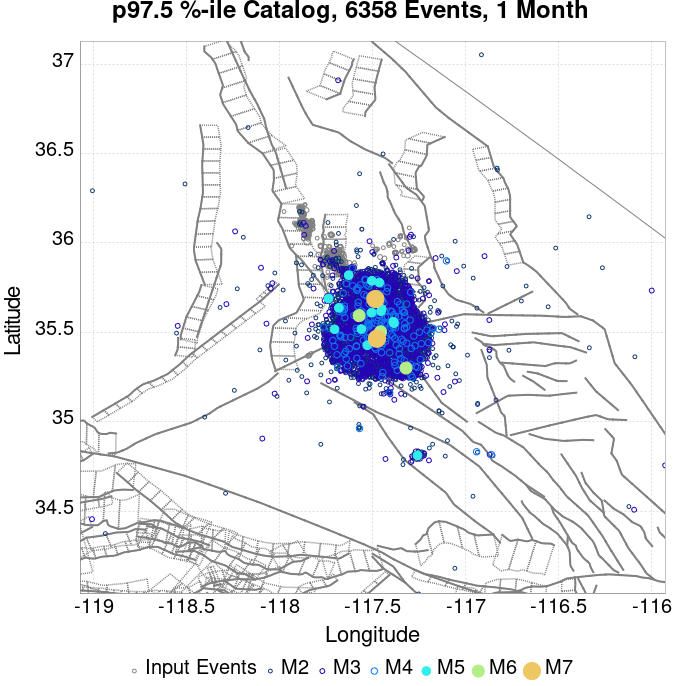 p97.5 %-ile Catalog, 6358 Events, 1 Month
37
36.5
36
35.5
35
34.5
Latitude
-119 -118.5 -118 -117.5 -117 -116.5 -116
Longitude
Input Events M2 M3 M4 M5 M6 M7